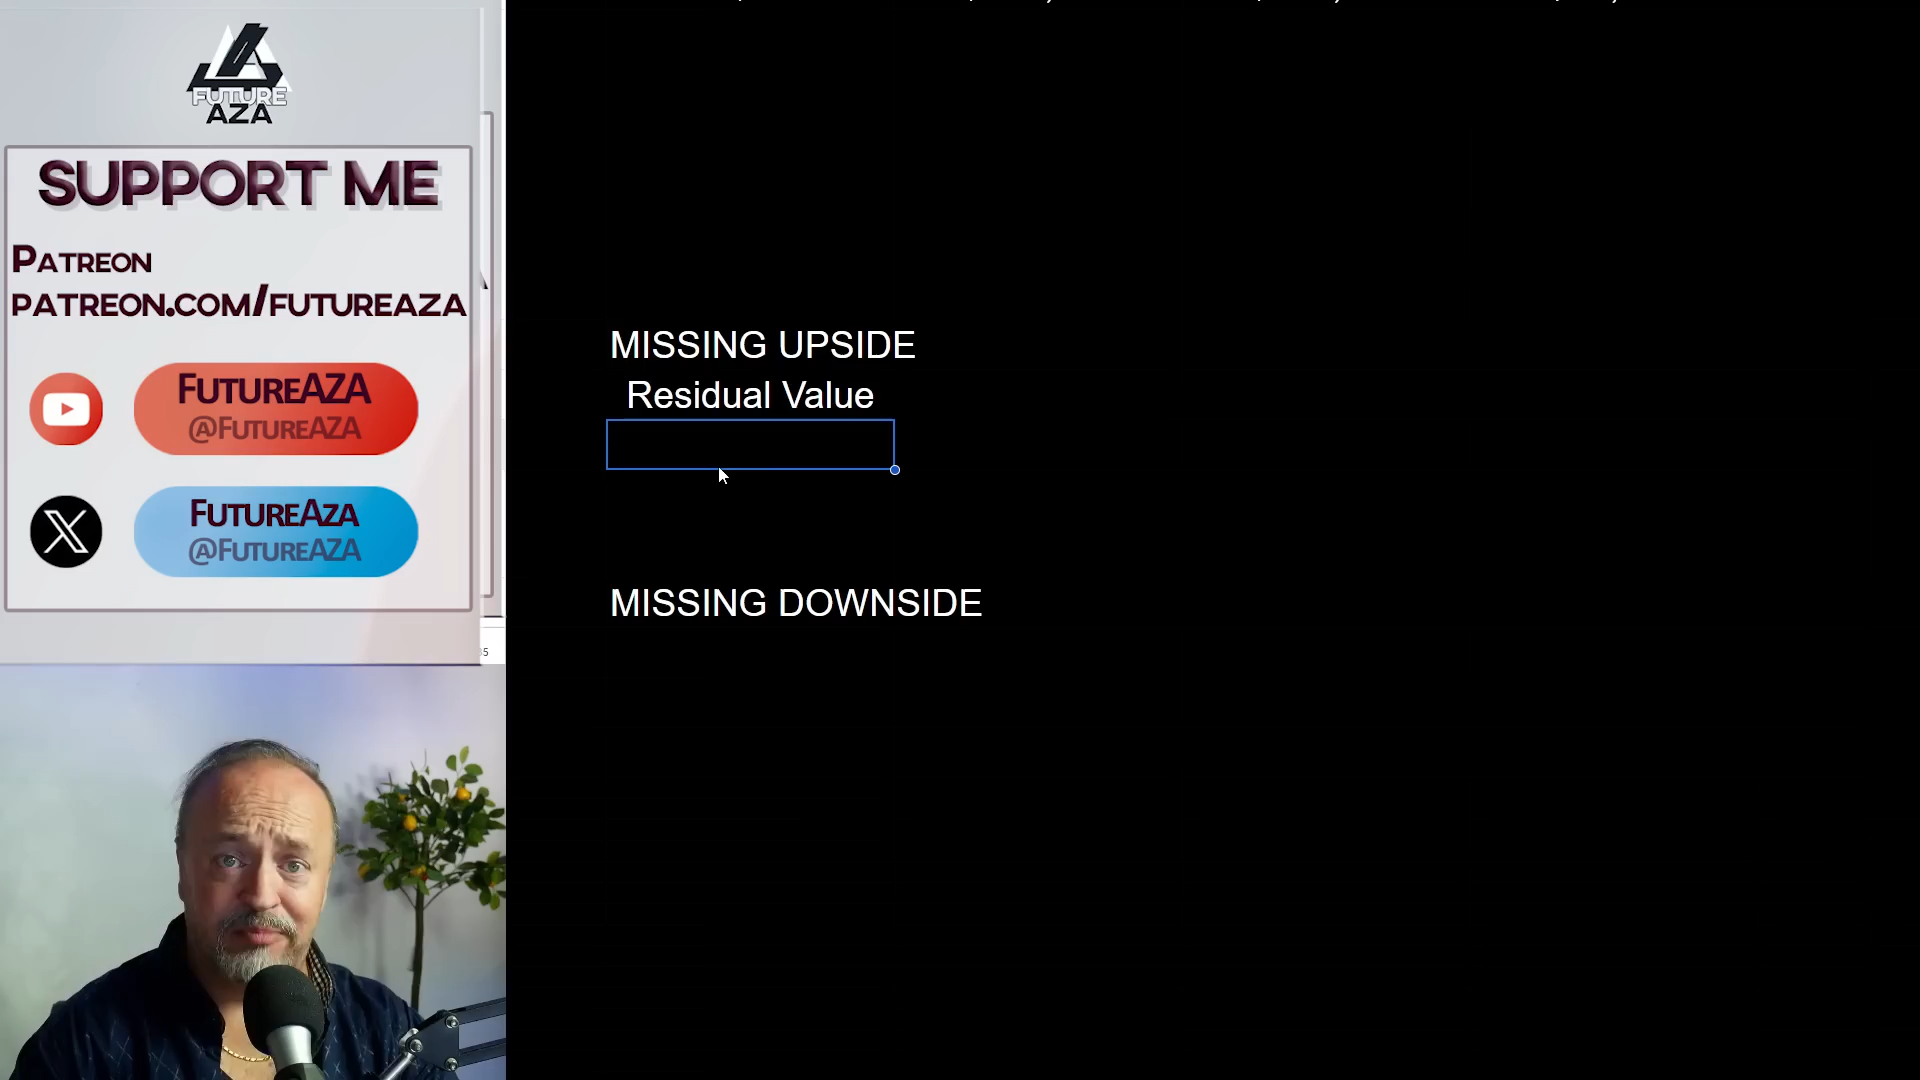 FUTURE
AZA
SUPPORT ME
PATREON
PATREON.COM/FUTUREAZA
FUTUREAZA
@FUTUREAZA
FUTUREAZA
@FUTUREAZA
MISSING UPSIDE
Residual Value
MISSING DOWNSIDE